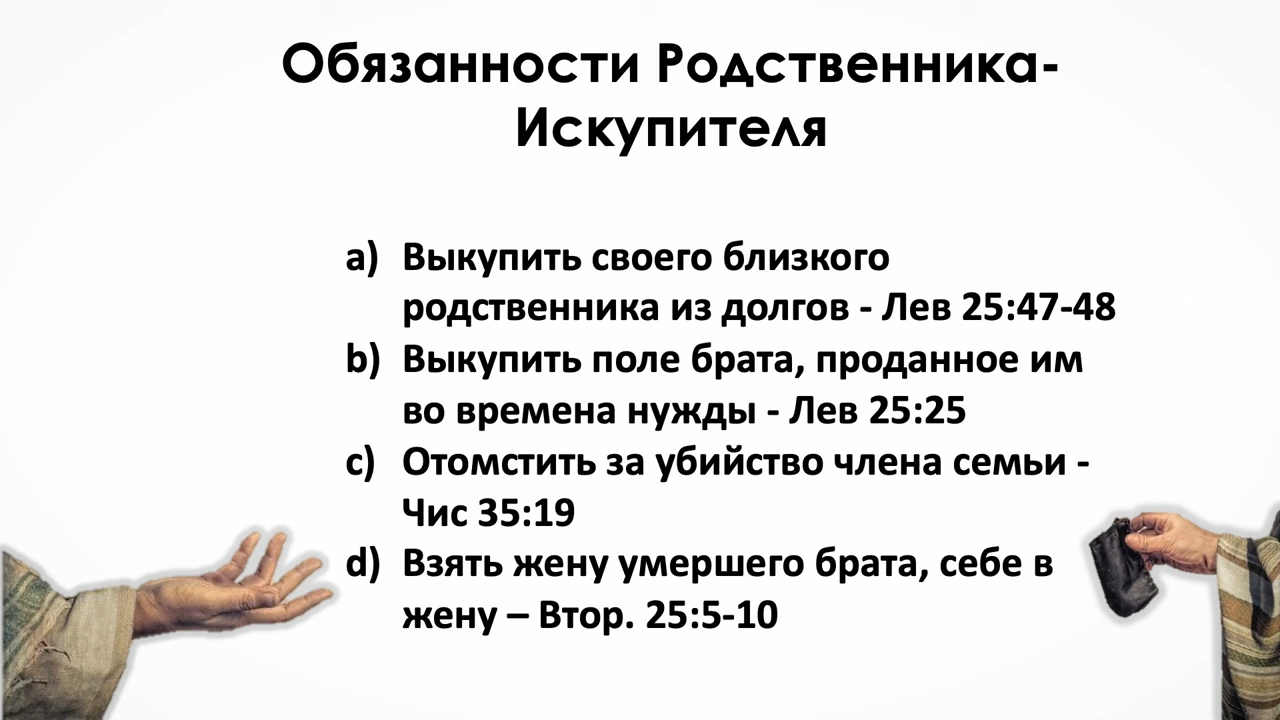 Обязанности Родственника-
Искупителя
a) Выкупить своего близкого
родственника из долгов - Лев 25:47-48
b) Выкупить поле брата, проданное им
во времена нужды - Лев 25:25
c) Отомстить за убийство члена семьи -
Чис 35:19
d) Взять жену умершего брата, себе в
жену – Втор. 25:5-10